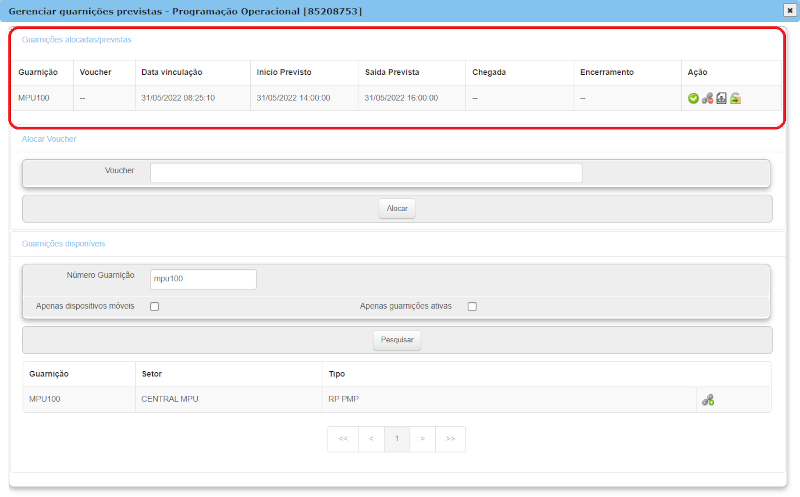 Gerenciar guarnições previstas - Programação Operacional [85208753]
Guarnições alocadas/previstas
Guarnição Voucher Data vinculação Inicio Previsto Saida Prevista Chegada Encerramento Ação
MPU100 -- 31/05/2022 08:25:10 31/05/2022 14:00:00 31/05/2022 16:00:00 -- --
Alocar Voucher
Voucher
Alocar
Guarnições disponíveis
Número Guarnição mpu100
Apenas dispositivos móveis Apenas guarnições ativas
Pesquisar
Guarnição Setor Tipo
MPU100 CENTRAL MPU RP PMP
<< < 1 > >>